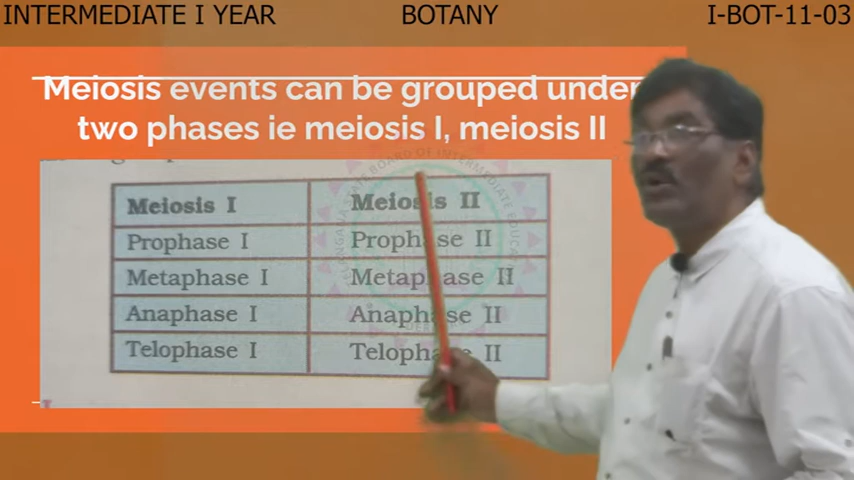 INTERMEDIATE I YEAR BOTANY I-BOT-11-03
Meiosis events can be grouped under
two phases ie meiosis I, meiosis II
Meiosis I Meiosis II
Prophase I Prophase II
Metaphase I Metaphase II
Anaphase I Anaphase II
Telophase I Telophase II